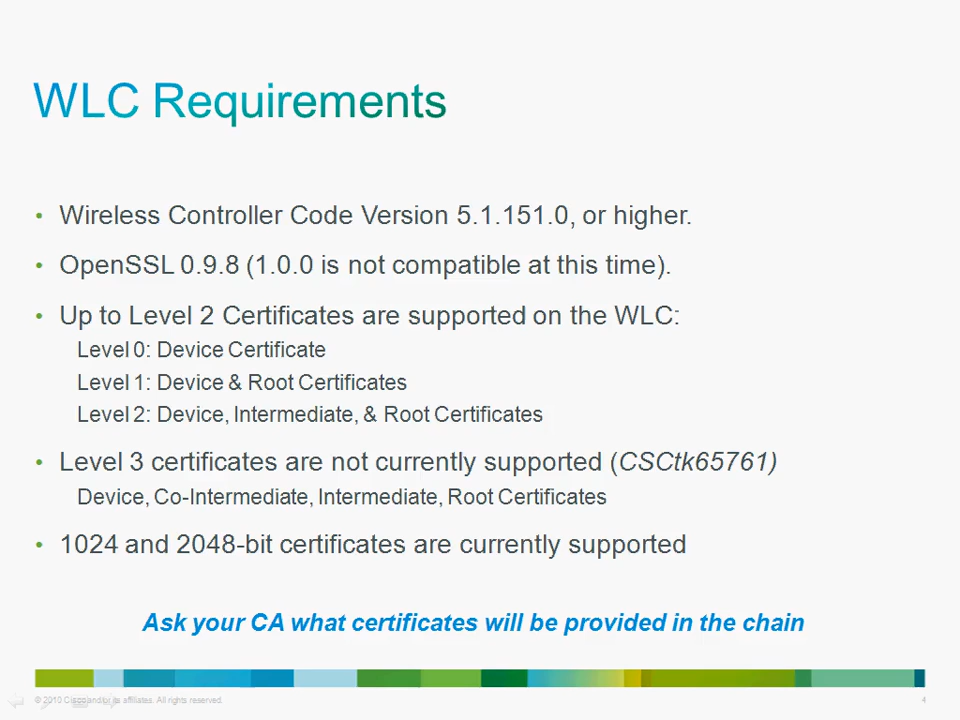 WLC Requirements
• Wireless Controller Code Version 5.1.151.0, or higher.
• OpenSSL 0.9.8 (1.0.0 is not compatible at this time).
• Up to Level 2 Certificates are supported on the WLC:
Level 0: Device Certificate
Level 1: Device & Root Certificates
Level 2: Device, Intermediate, & Root Certificates
• Level 3 certificates are not currently supported (CSCtk65761)
Device, Co-Intermediate, Intermediate, Root Certificates
• 1024 and 2048-bit certificates are currently supported
Ask your CA what certificates will be provided in the chain
© 2010 Cisco and/or its affiliates. All rights reserved.
4